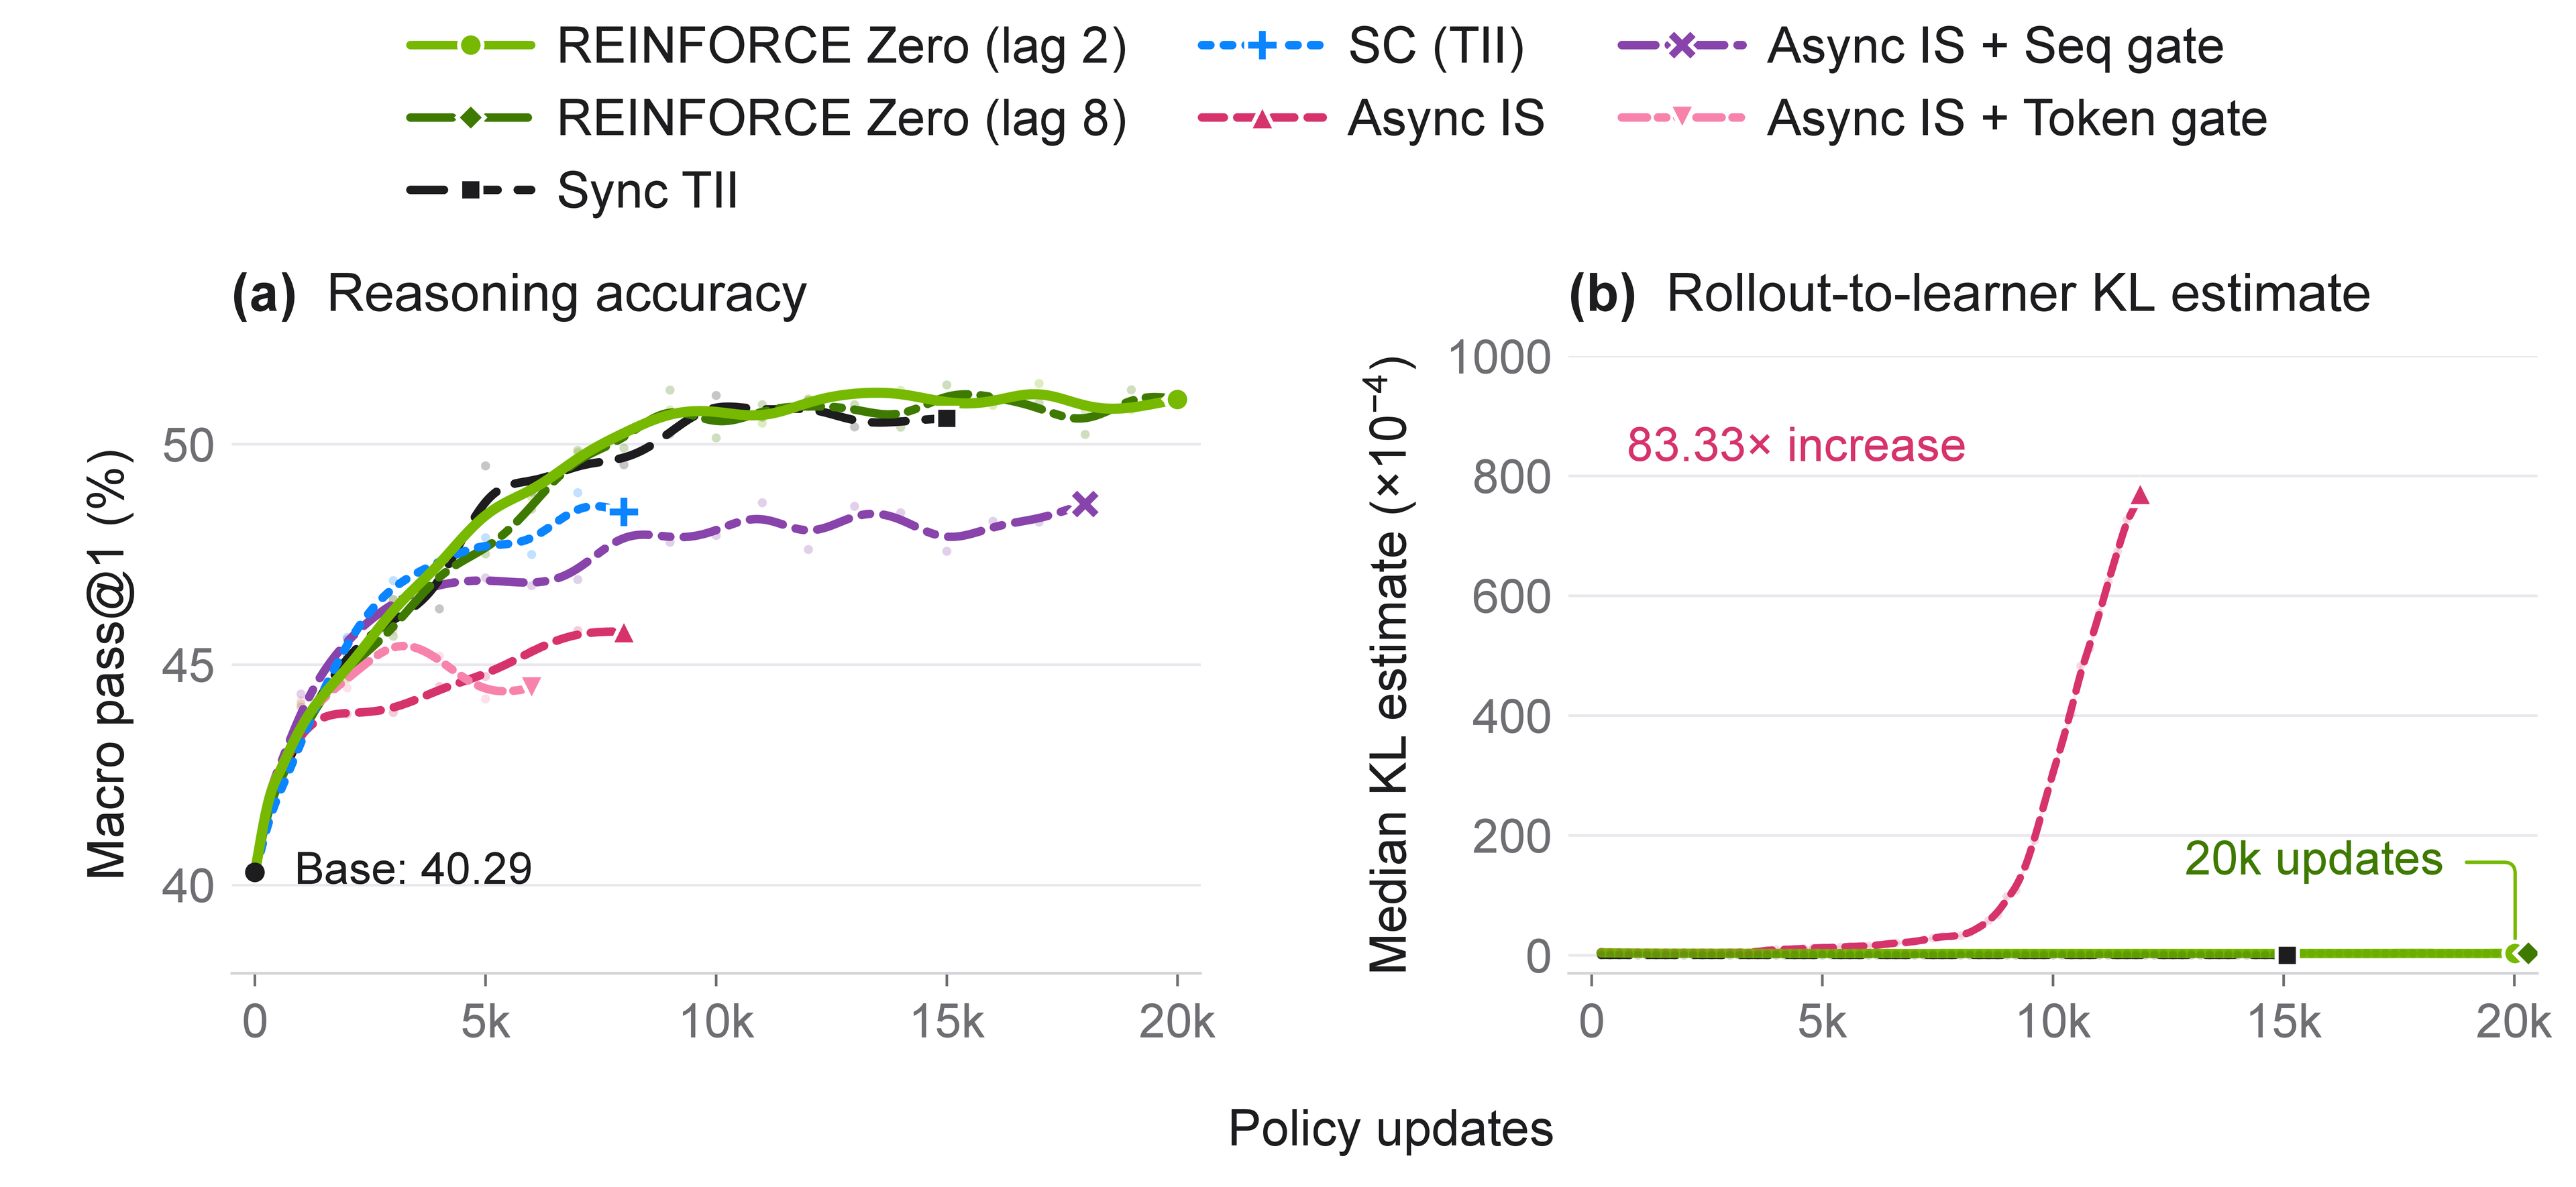 REINFORCE Zero (lag 2)
SC (TII)
Async IS + Seq gate
REINFORCE Zero (lag 8)
Async IS
Async IS + Token gate
Sync TII
(a) Reasoning accuracy
Macro pass@1 (%)
50
45
40
Base: 40.29
0
5k
10k
15k
20k
(b) Rollout-to-learner KL estimate
Median KL estimate (×10⁻⁴)
1000
800
600
400
200
0
83.33× increase
20k updates
0
5k
10k
15k
20k
Policy updates